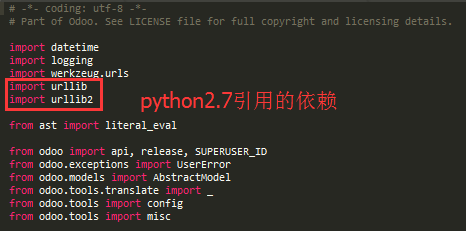 # -*- coding: utf-8 -*-
# Part of Odoo. See LICENSE file for full copyright and licensing details.
import datetime
import logging
import werkzeug.urls
import urllib
import urllib2
python2.7引用的依赖
from ast import literal_eval
from odoo import api, release, SUPERUSER_ID
from odoo.exceptions import UserError
from odoo.models import AbstractModel
from odoo.tools.translate import _
from odoo.tools import config
from odoo.tools import misc